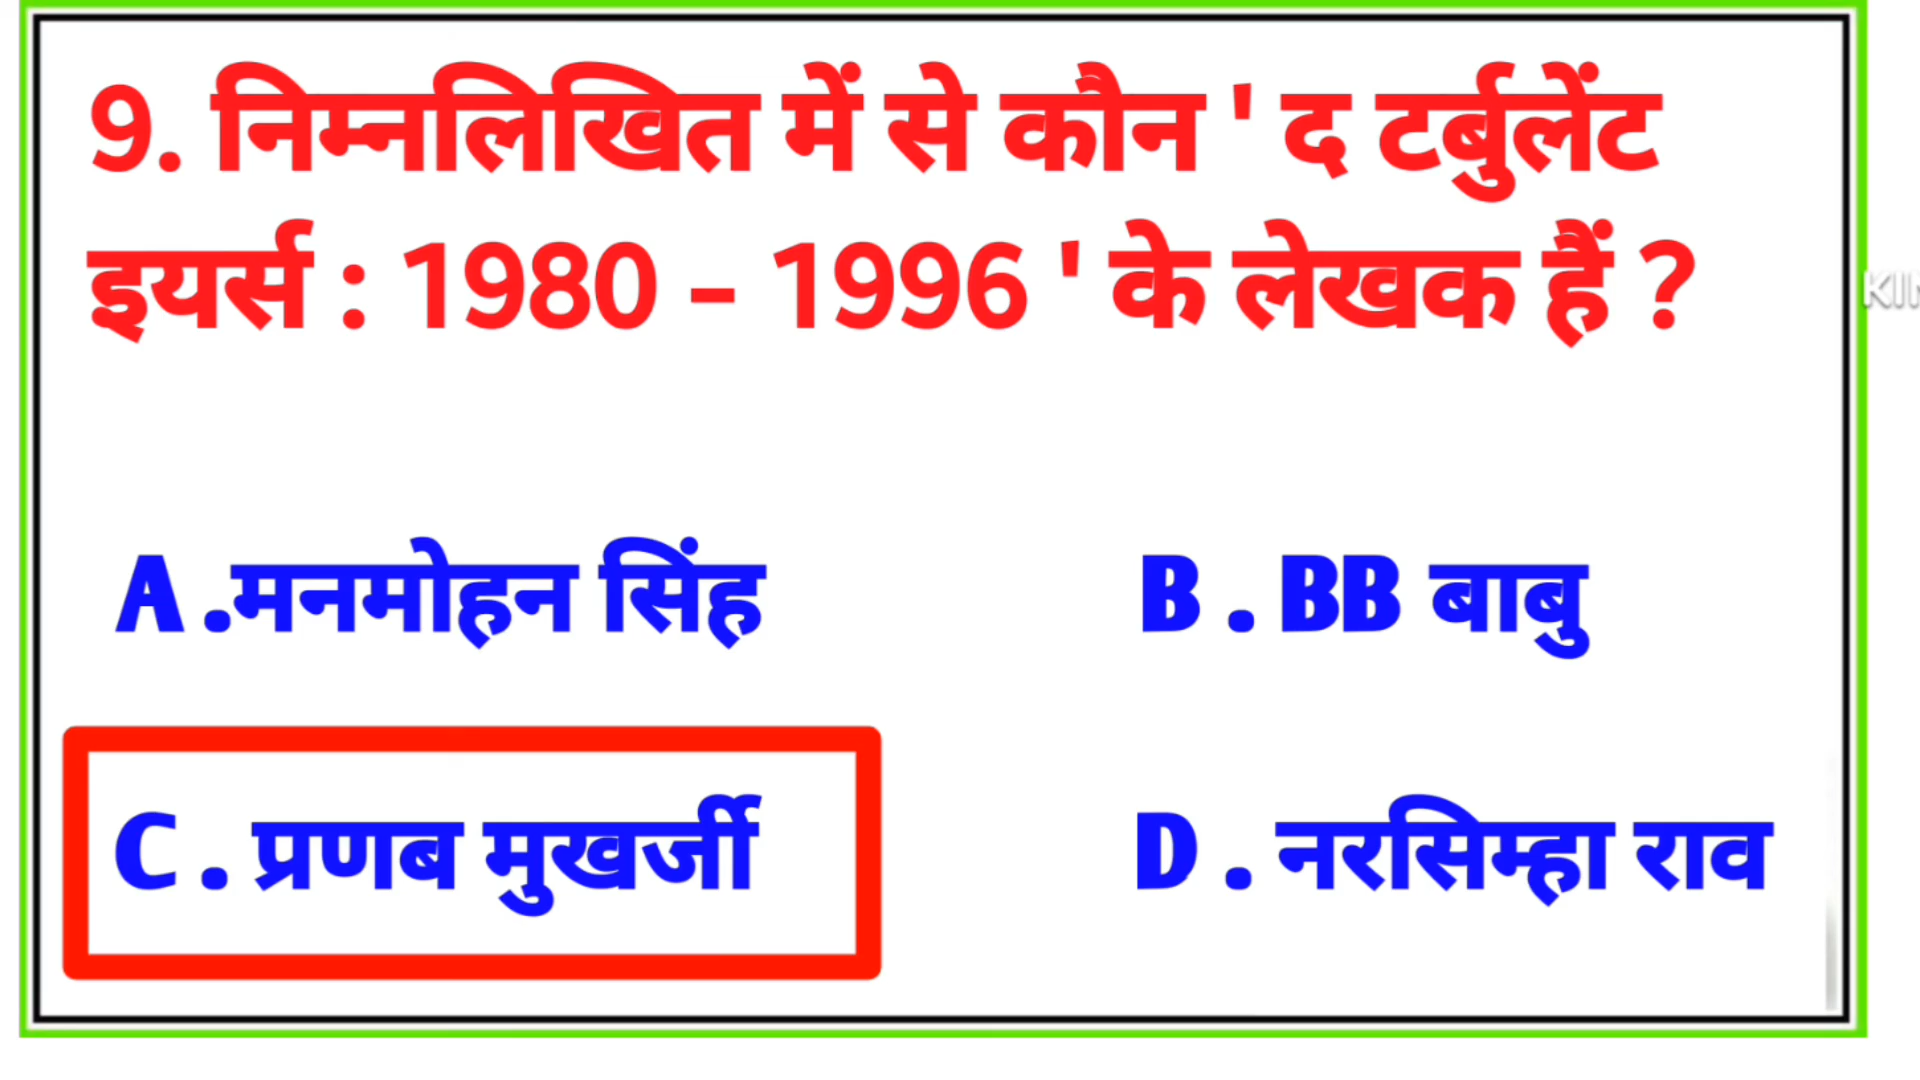 9. निम्नलिखित में से कौन ' द टर्बुलेंट
इयर्स : 1980 - 1996 ' के लेखक हैं ?
A .मनमोहन सिंह
B . BB बाबु
C . प्रणब मुखर्जी
D . नरसिम्हा राव